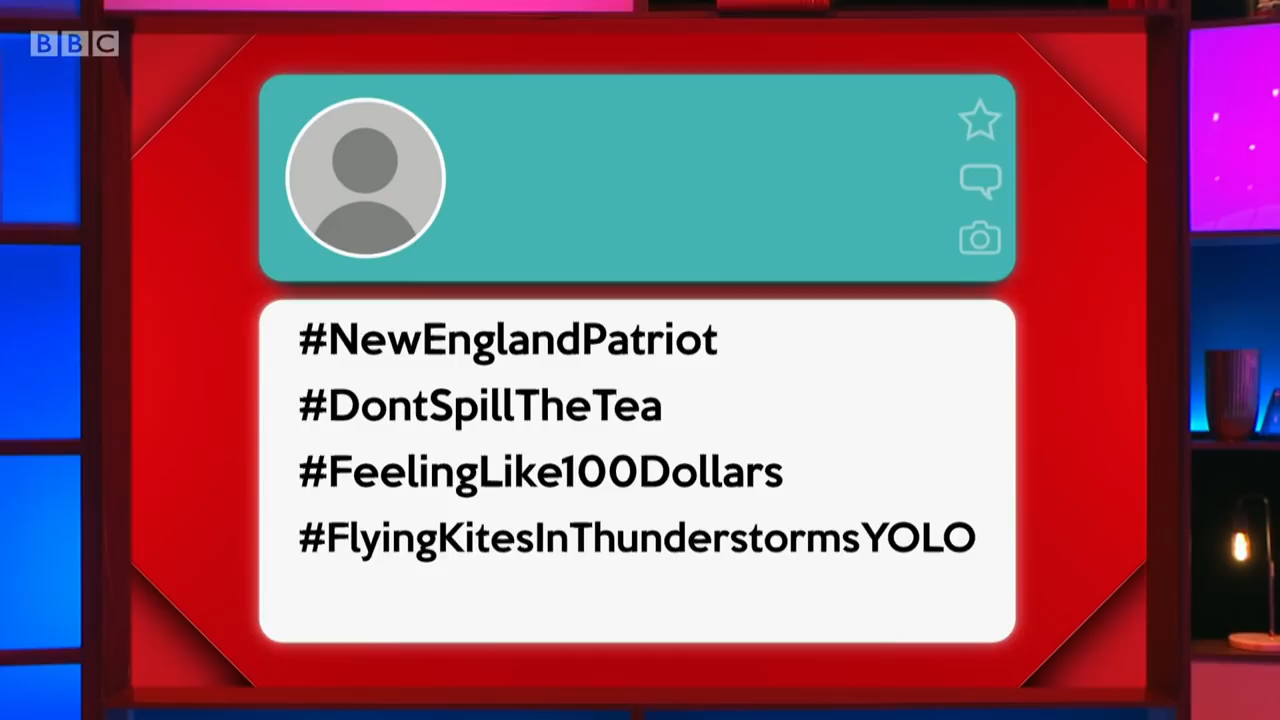 BBC
#NewEnglandPatriot
#DontSpillTheTea
#FeelingLike100Dollars
#FlyingKitesInThunderstormsYOLO